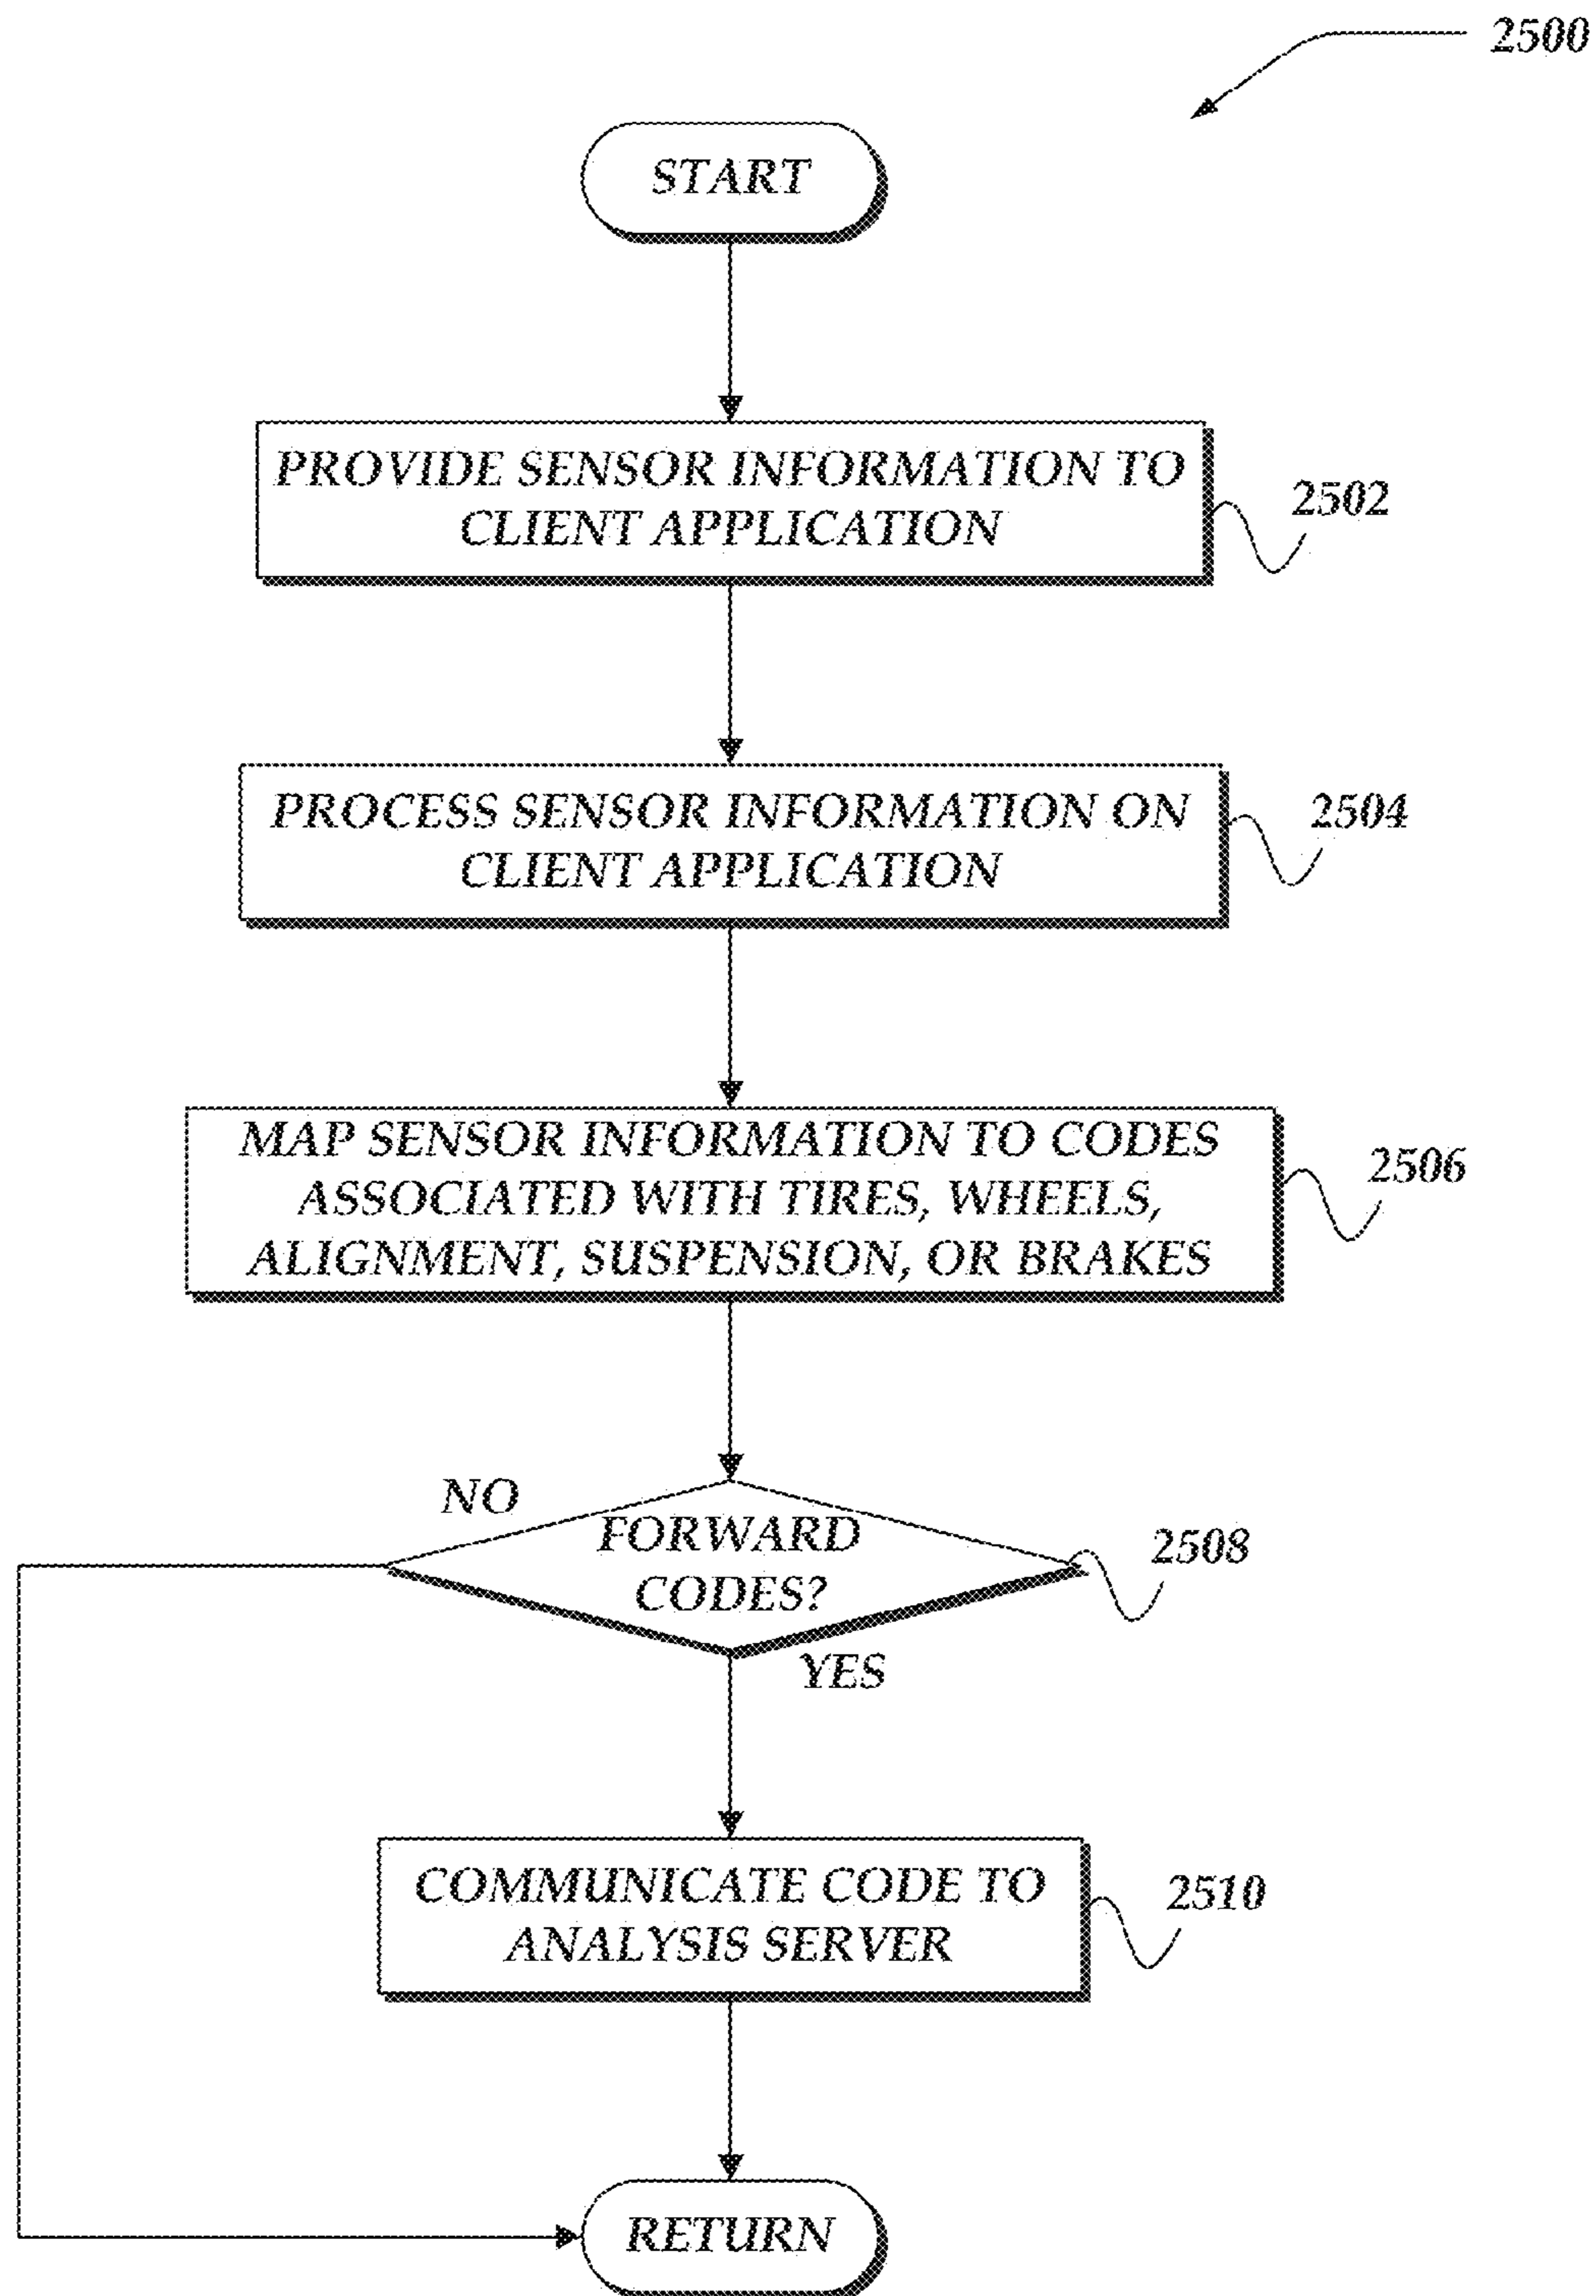 2500
START
PROVIDE SENSOR INFORMATION TO
CLIENT APPLICATION
2502
PROCESS SENSOR INFORMATION ON
CLIENT APPLICATION
2504
MAP SENSOR INFORMATION TO CODES
ASSOCIATED WITH TIRES, WHEELS,
ALIGNMENT, SUSPENSION, OR BRAKES
2506
NO
FORWARD
CODES?
2508
YES
COMMUNICATE CODE TO
ANALYSIS SERVER
2510
RETURN